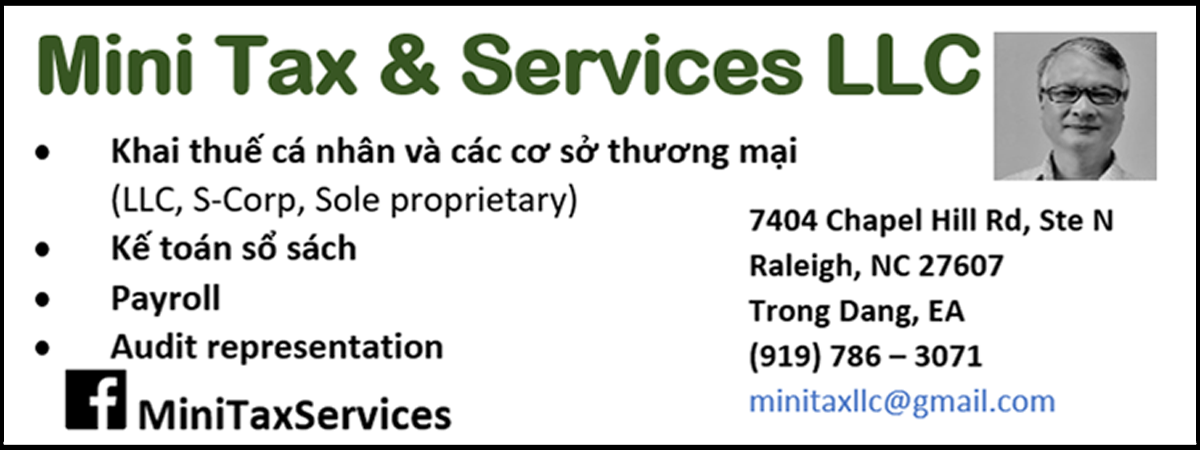 Mini Tax & Services LLC
• Khai thuế cá nhân và các cơ sở thương mại
(LLC, S-Corp, Sole proprietary)
• Kế toán sổ sách
• Payroll
• Audit representation
f MiniTaxServices
7404 Chapel Hill Rd, Ste N
Raleigh, NC 27607
Trong Dang, EA
(919) 786 – 3071
minitaxllc@gmail.com